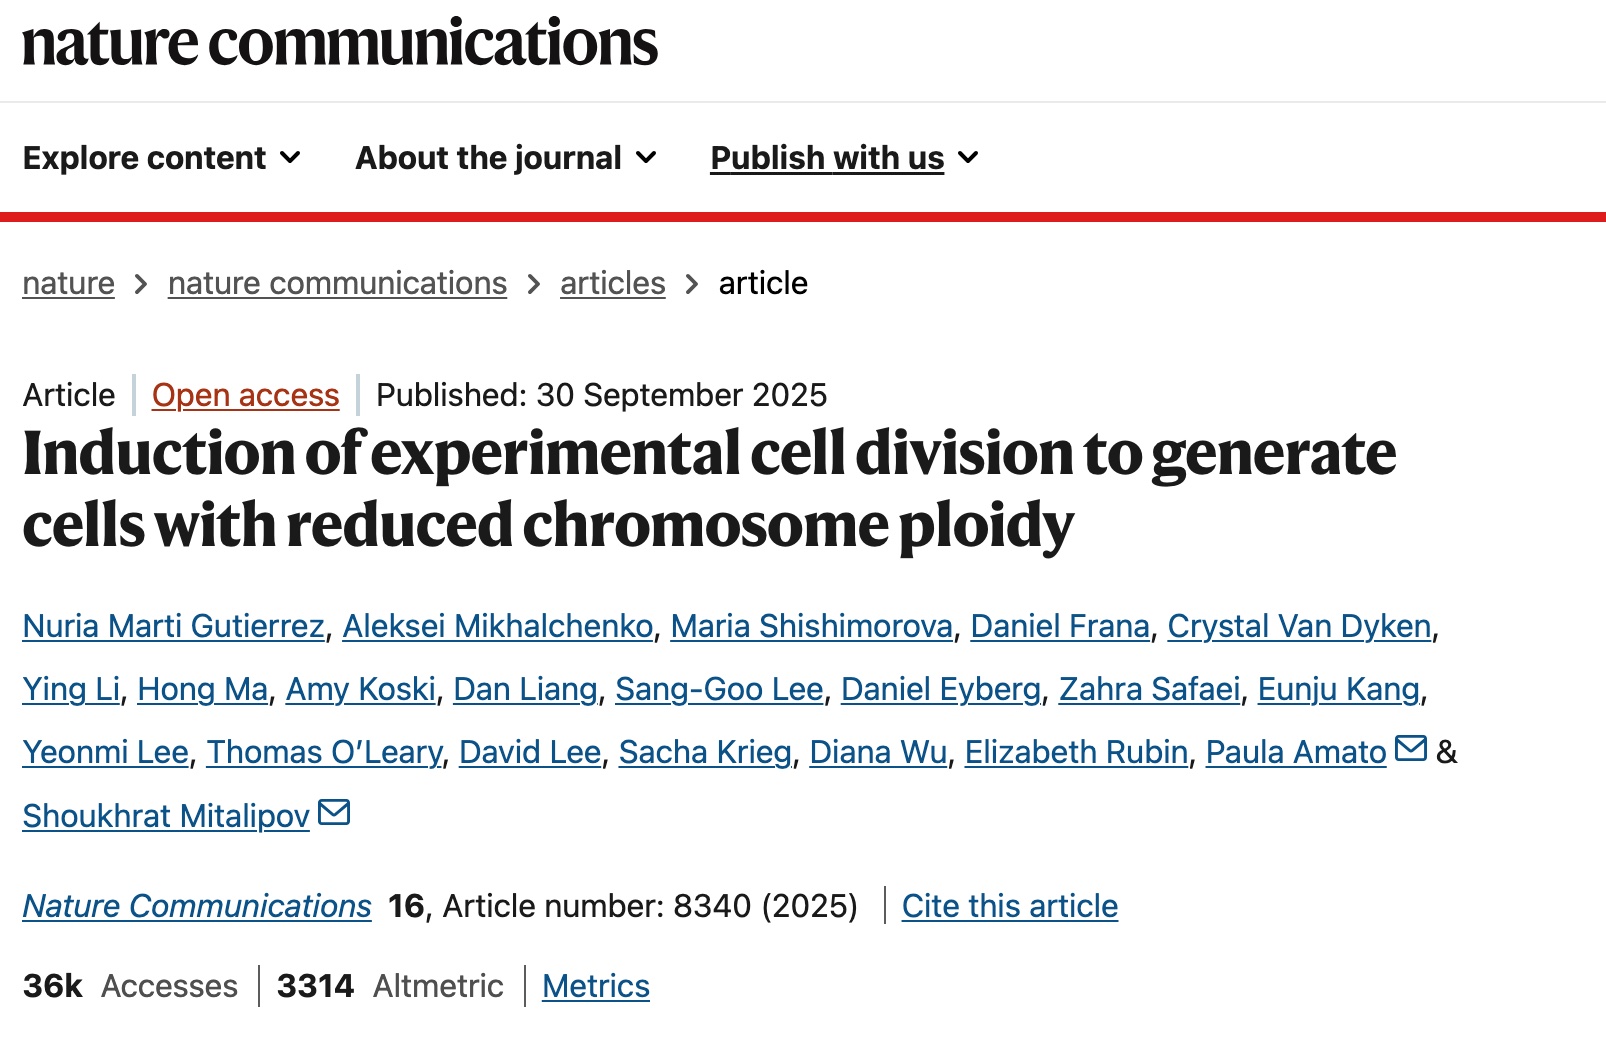 nature communications
Explore content About the journal Publish with us
nature > nature communications > articles > article
Article | Open access | Published: 30 September 2025
Induction of experimental cell division to generate
cells with reduced chromosome ploidy
Nuria Marti Gutierrez, Aleksei Mikhalchenko, Maria Shishimorova, Daniel Frana, Crystal Van Dyken,
Ying Li, Hong Ma, Amy Koski, Dan Liang, Sang-Goo Lee, Daniel Eyberg, Zahra Safaei, Eunju Kang,
Yeonmi Lee, Thomas O’Leary, David Lee, Sacha Krieg, Diana Wu, Elizabeth Rubin, Paula Amato &
Shoukhrat Mitalipov
Nature Communications 16, Article number: 8340 (2025) | Cite this article
36k Accesses | 3314 Altmetric | Metrics